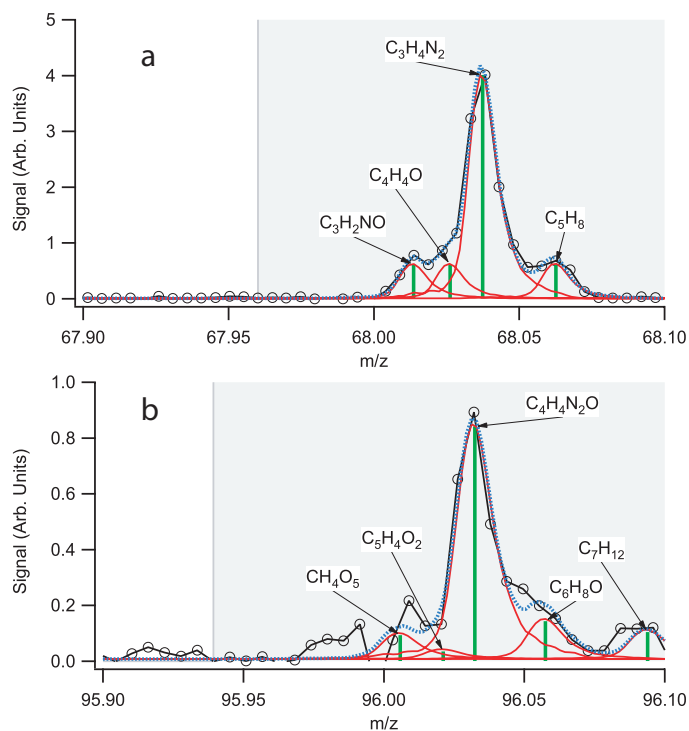 5
4
3
2
1
0
Signal (Arb. Units)
a
C₃H₄N₂
C₄H₄O
C₃H₂NO
C₅H₈
67.90
67.95
68.00
68.05
68.10
m/z
1.0
0.8
0.6
0.4
0.2
0.0
Signal (Arb. Units)
b
C₄H₄N₂O
C₅H₄O₂
CH₄O₅
C₇H₁₂
C₆H₈O
95.90
95.95
96.00
96.05
96.10
m/z